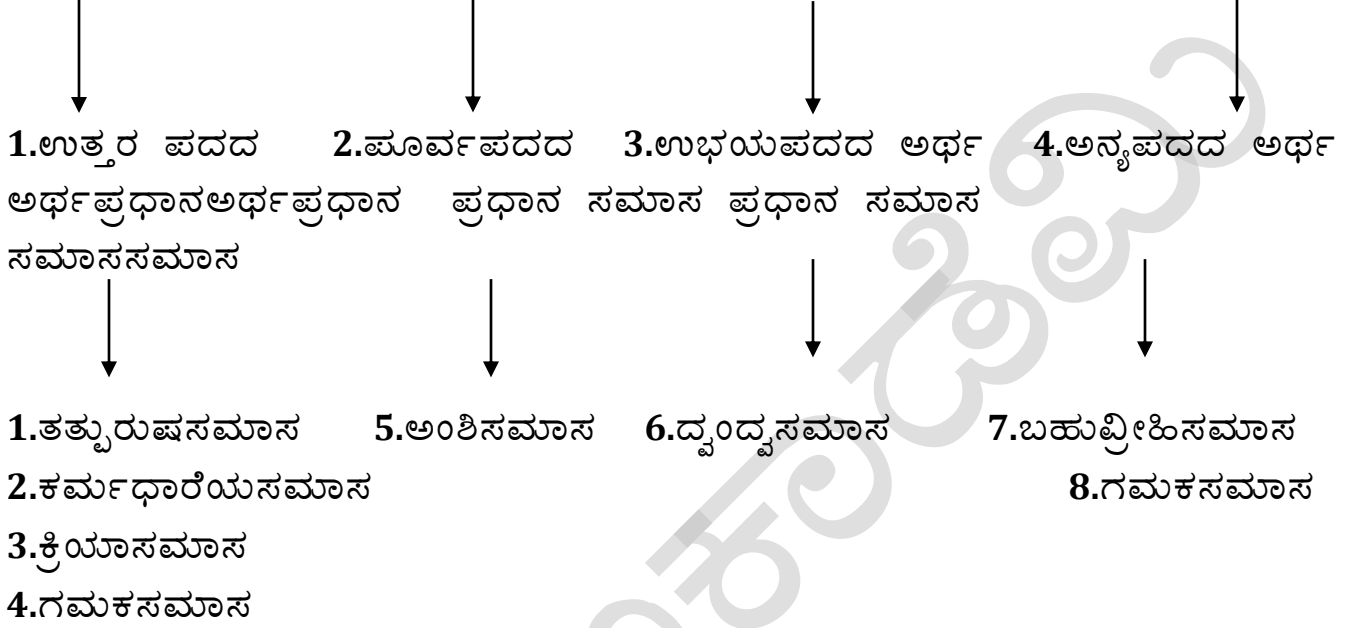 1.ಉತ್ತರ ಪದದ 2.ಪೂರ್ವಪದದ 3.ಉಭಯಪದದ ಅರ್ಥ 4.ಅನ್ಯಪದದ ಅರ್ಥ
ಅರ್ಥಪ್ರಧಾನಅರ್ಥಪ್ರಧಾನ ಪ್ರಧಾನ ಸಮಾಸ ಪ್ರಧಾನ ಸಮಾಸ
ಸಮಾಸಸಮಾಸ
1.ತತ್ಪುರುಷಸಮಾಸ 5.ಅಂಶಿಸಮಾಸ 6.ದ್ವಂದ್ವಸಮಾಸ 7.ಬಹುವ್ರೀಹಿಸಮಾಸ
2.ಕರ್ಮಧಾರೆಯಸಮಾಸ 8.ಗಮಕಸಮಾಸ
3.ಕ್ರಿಯಾಸಮಾಸ
4.ಗಮಕಸಮಾಸ